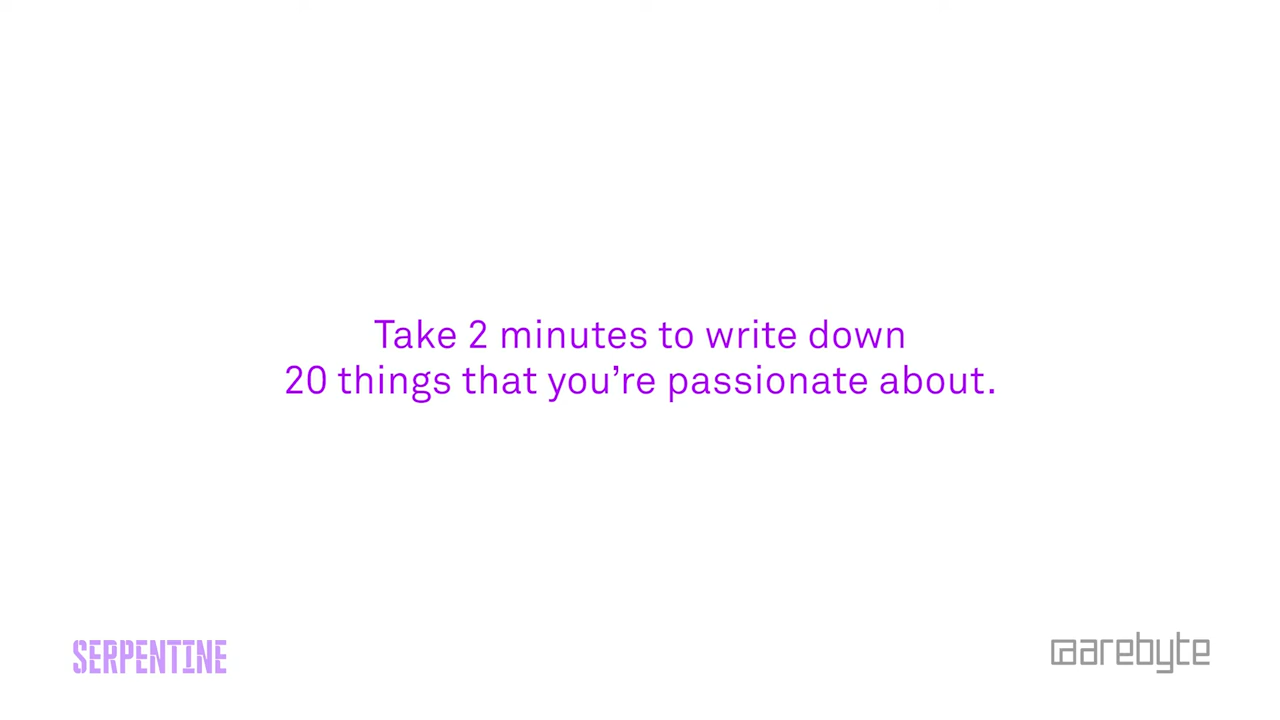 Take 2 minutes to write down
20 things that you’re passionate about.
SERPENTINE
arebyte